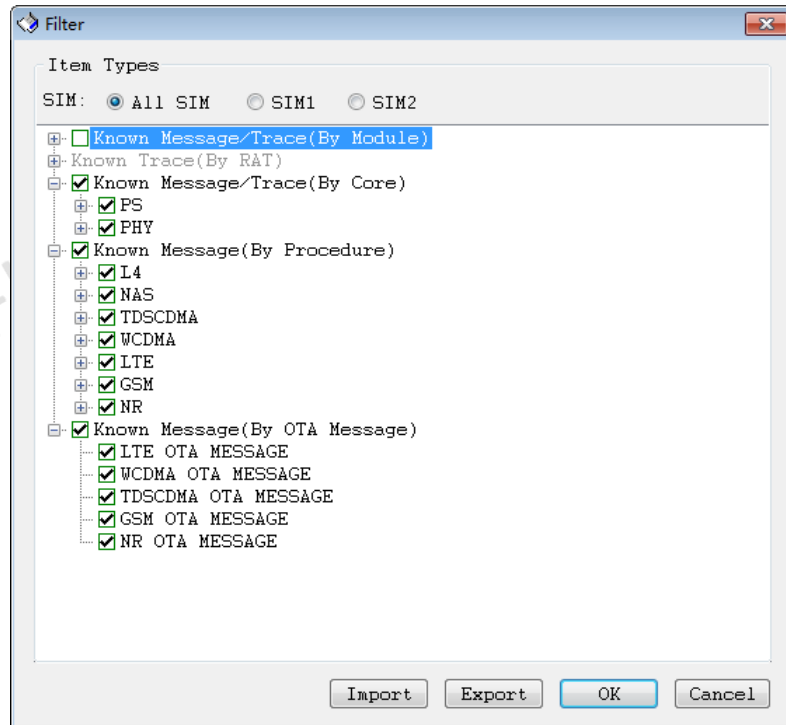 Filter
Item Types
SIM: All SIM SIM1 SIM2
Known Message/Trace(By Module)
Known Trace(By RAT)
Known Message/Trace(By Core)
PS
PHY
Known Message(By Procedure)
L4
NAS
TDSCDMA
WCDMA
LTE
GSM
NR
Known Message(By OTA Message)
LTE OTA MESSAGE
WCDMA OTA MESSAGE
TDSCDMA OTA MESSAGE
GSM OTA MESSAGE
NR OTA MESSAGE
Import Export OK Cancel